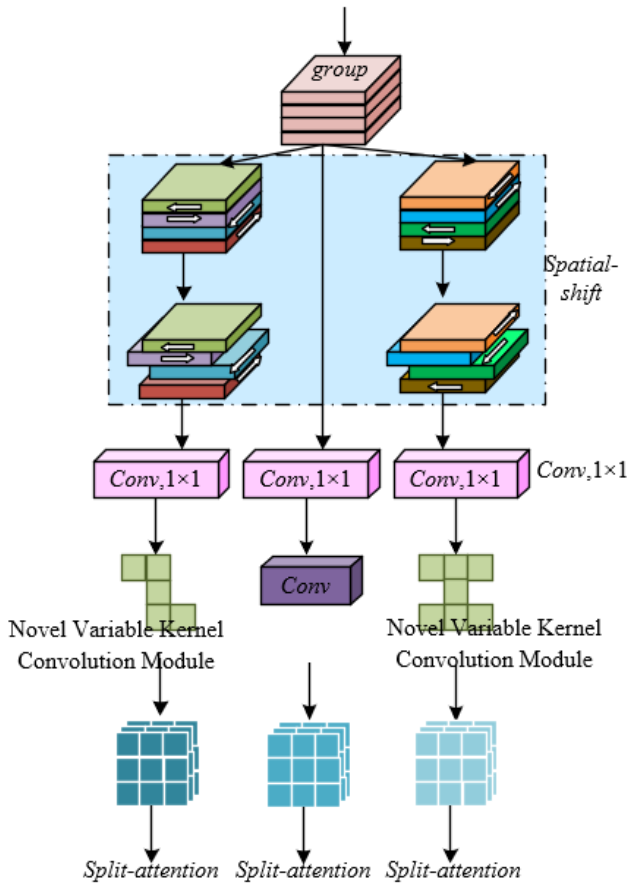 group
Spatial-
shift
Conv,1×1
Conv,1×1
Conv,1×1
Conv,1×1
Conv
Novel Variable Kernel
Convolution Module
Novel Variable Kernel
Convolution Module
Split-attention
Split-attention
Split-attention